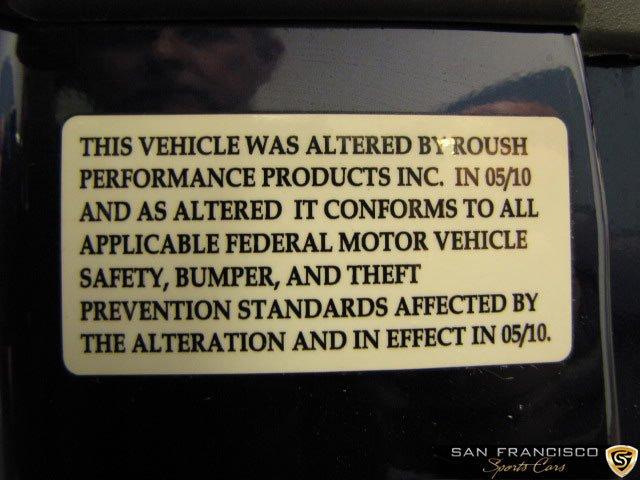 THIS VEHICLE WAS ALTERED BY ROUSH
PERFORMANCE PRODUCTS INC. IN 05/10
AND AS ALTERED IT CONFORMS TO ALL
APPLICABLE FEDERAL MOTOR VEHICLE
SAFETY, BUMPER, AND THEFT
PREVENTION STANDARDS AFFECTED BY
THE ALTERATION AND IN EFFECT IN 05/10.
SAN FRANCISCO
Sports Cars